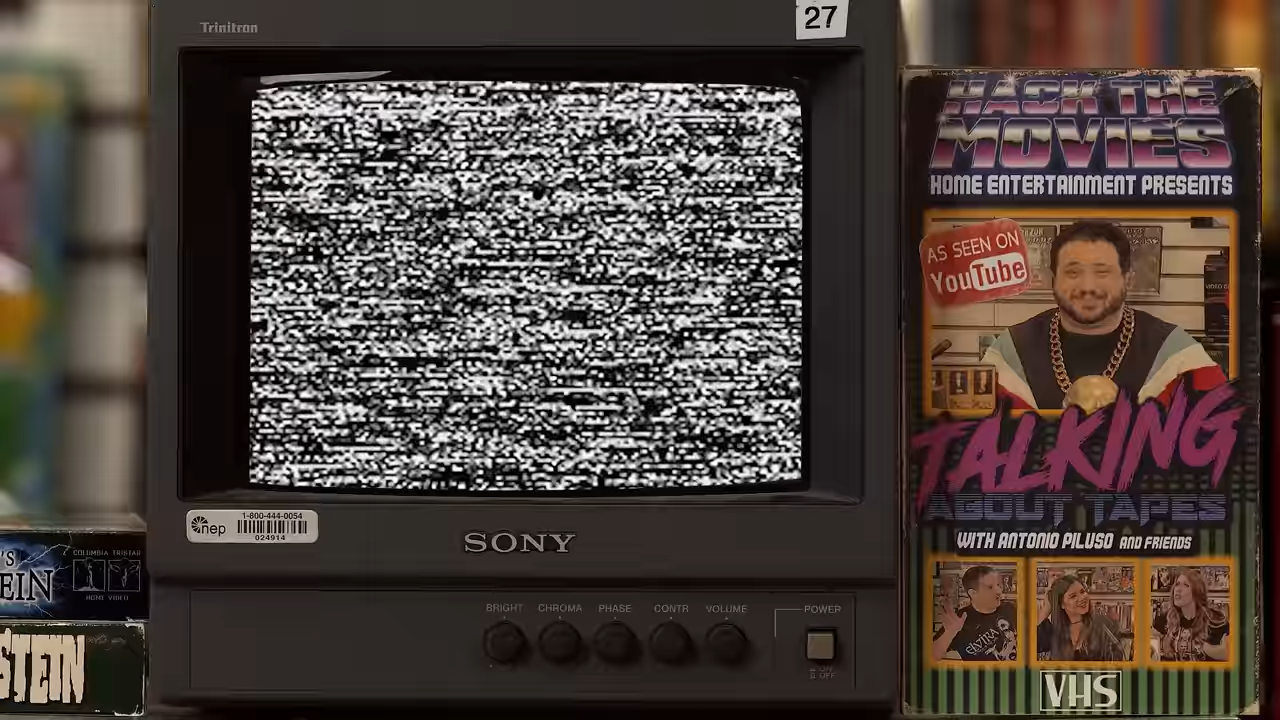 Trinitron
27
1-800-444-0054
nep
024914
SONY
BRIGHT CHROMA PHASE CONTR VOLUME POWER
'S
EIN
COLUMBIA TRISTAR
HOME VIDEO
STEIN
HACK THE
MOVIES
HOME ENTERTAINMENT PRESENTS
AS SEEN ON
YouTube
TALKING
ABOUT TAPES
WITH ANTONIO PILUSO AND FRIENDS
ELVIRA
VHS